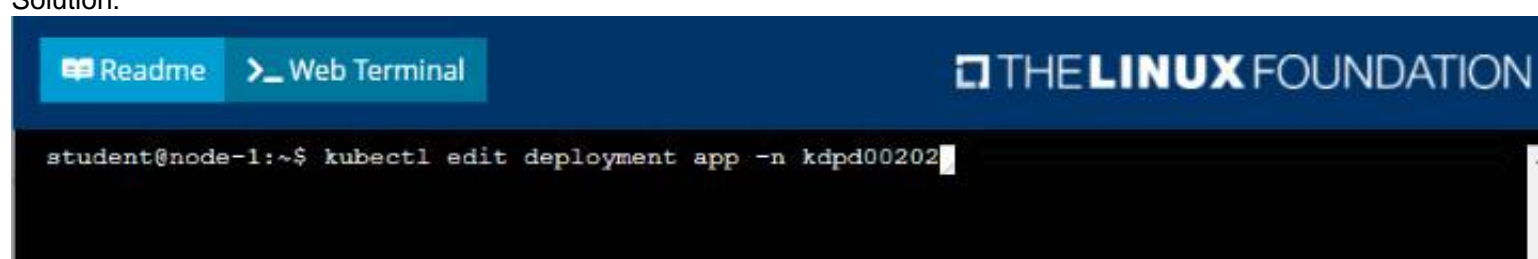 Solution:
Readme >_ Web Terminal THE LINUX FOUNDATION
student@node-1:~$ kubectl edit deployment app -n kdpd00202